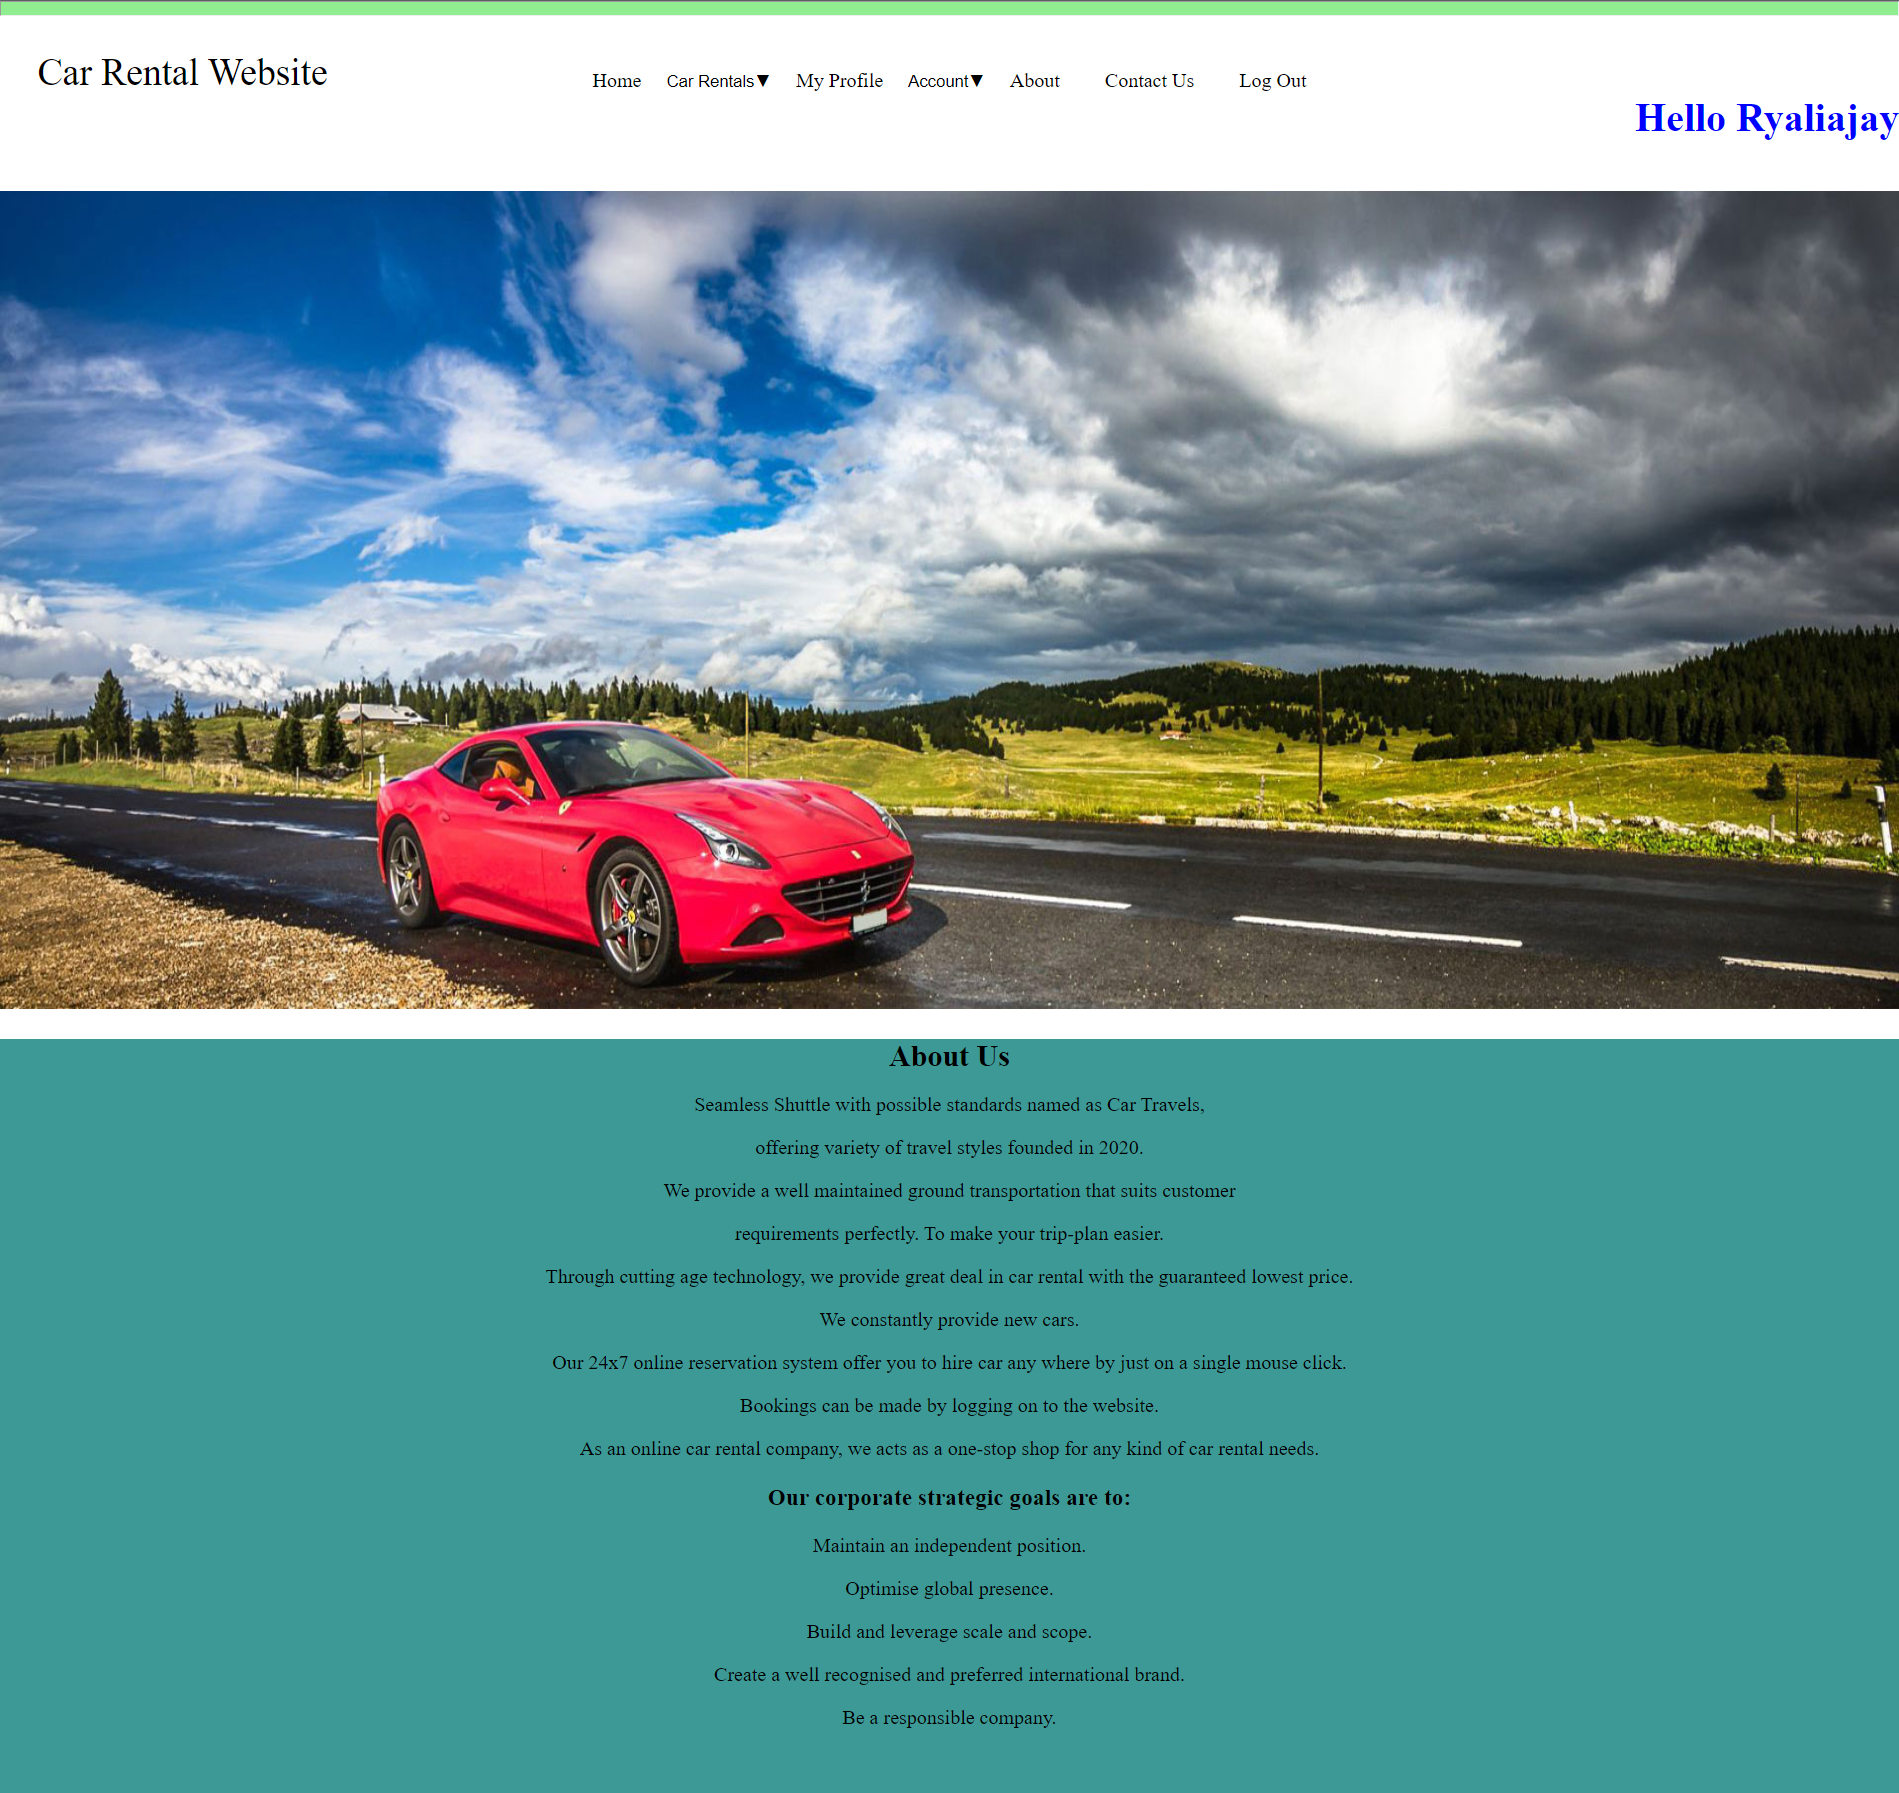 Car Rental Website
Home Car Rentals▼ My Profile Account▼ About Contact Us Log Out
Hello Ryaliajay
About Us
Seamless Shuttle with possible standards named as Car Travels,
offering variety of travel styles founded in 2020.
We provide a well maintained ground transportation that suits customer
requirements perfectly. To make your trip-plan easier.
Through cutting age technology, we provide great deal in car rental with the guaranteed lowest price.
We constantly provide new cars.
Our 24x7 online reservation system offer you to hire car any where by just on a single mouse click.
Bookings can be made by logging on to the website.
As an online car rental company, we acts as a one-stop shop for any kind of car rental needs.
Our corporate strategic goals are to:
Maintain an independent position.
Optimise global presence.
Build and leverage scale and scope.
Create a well recognised and preferred international brand.
Be a responsible company.